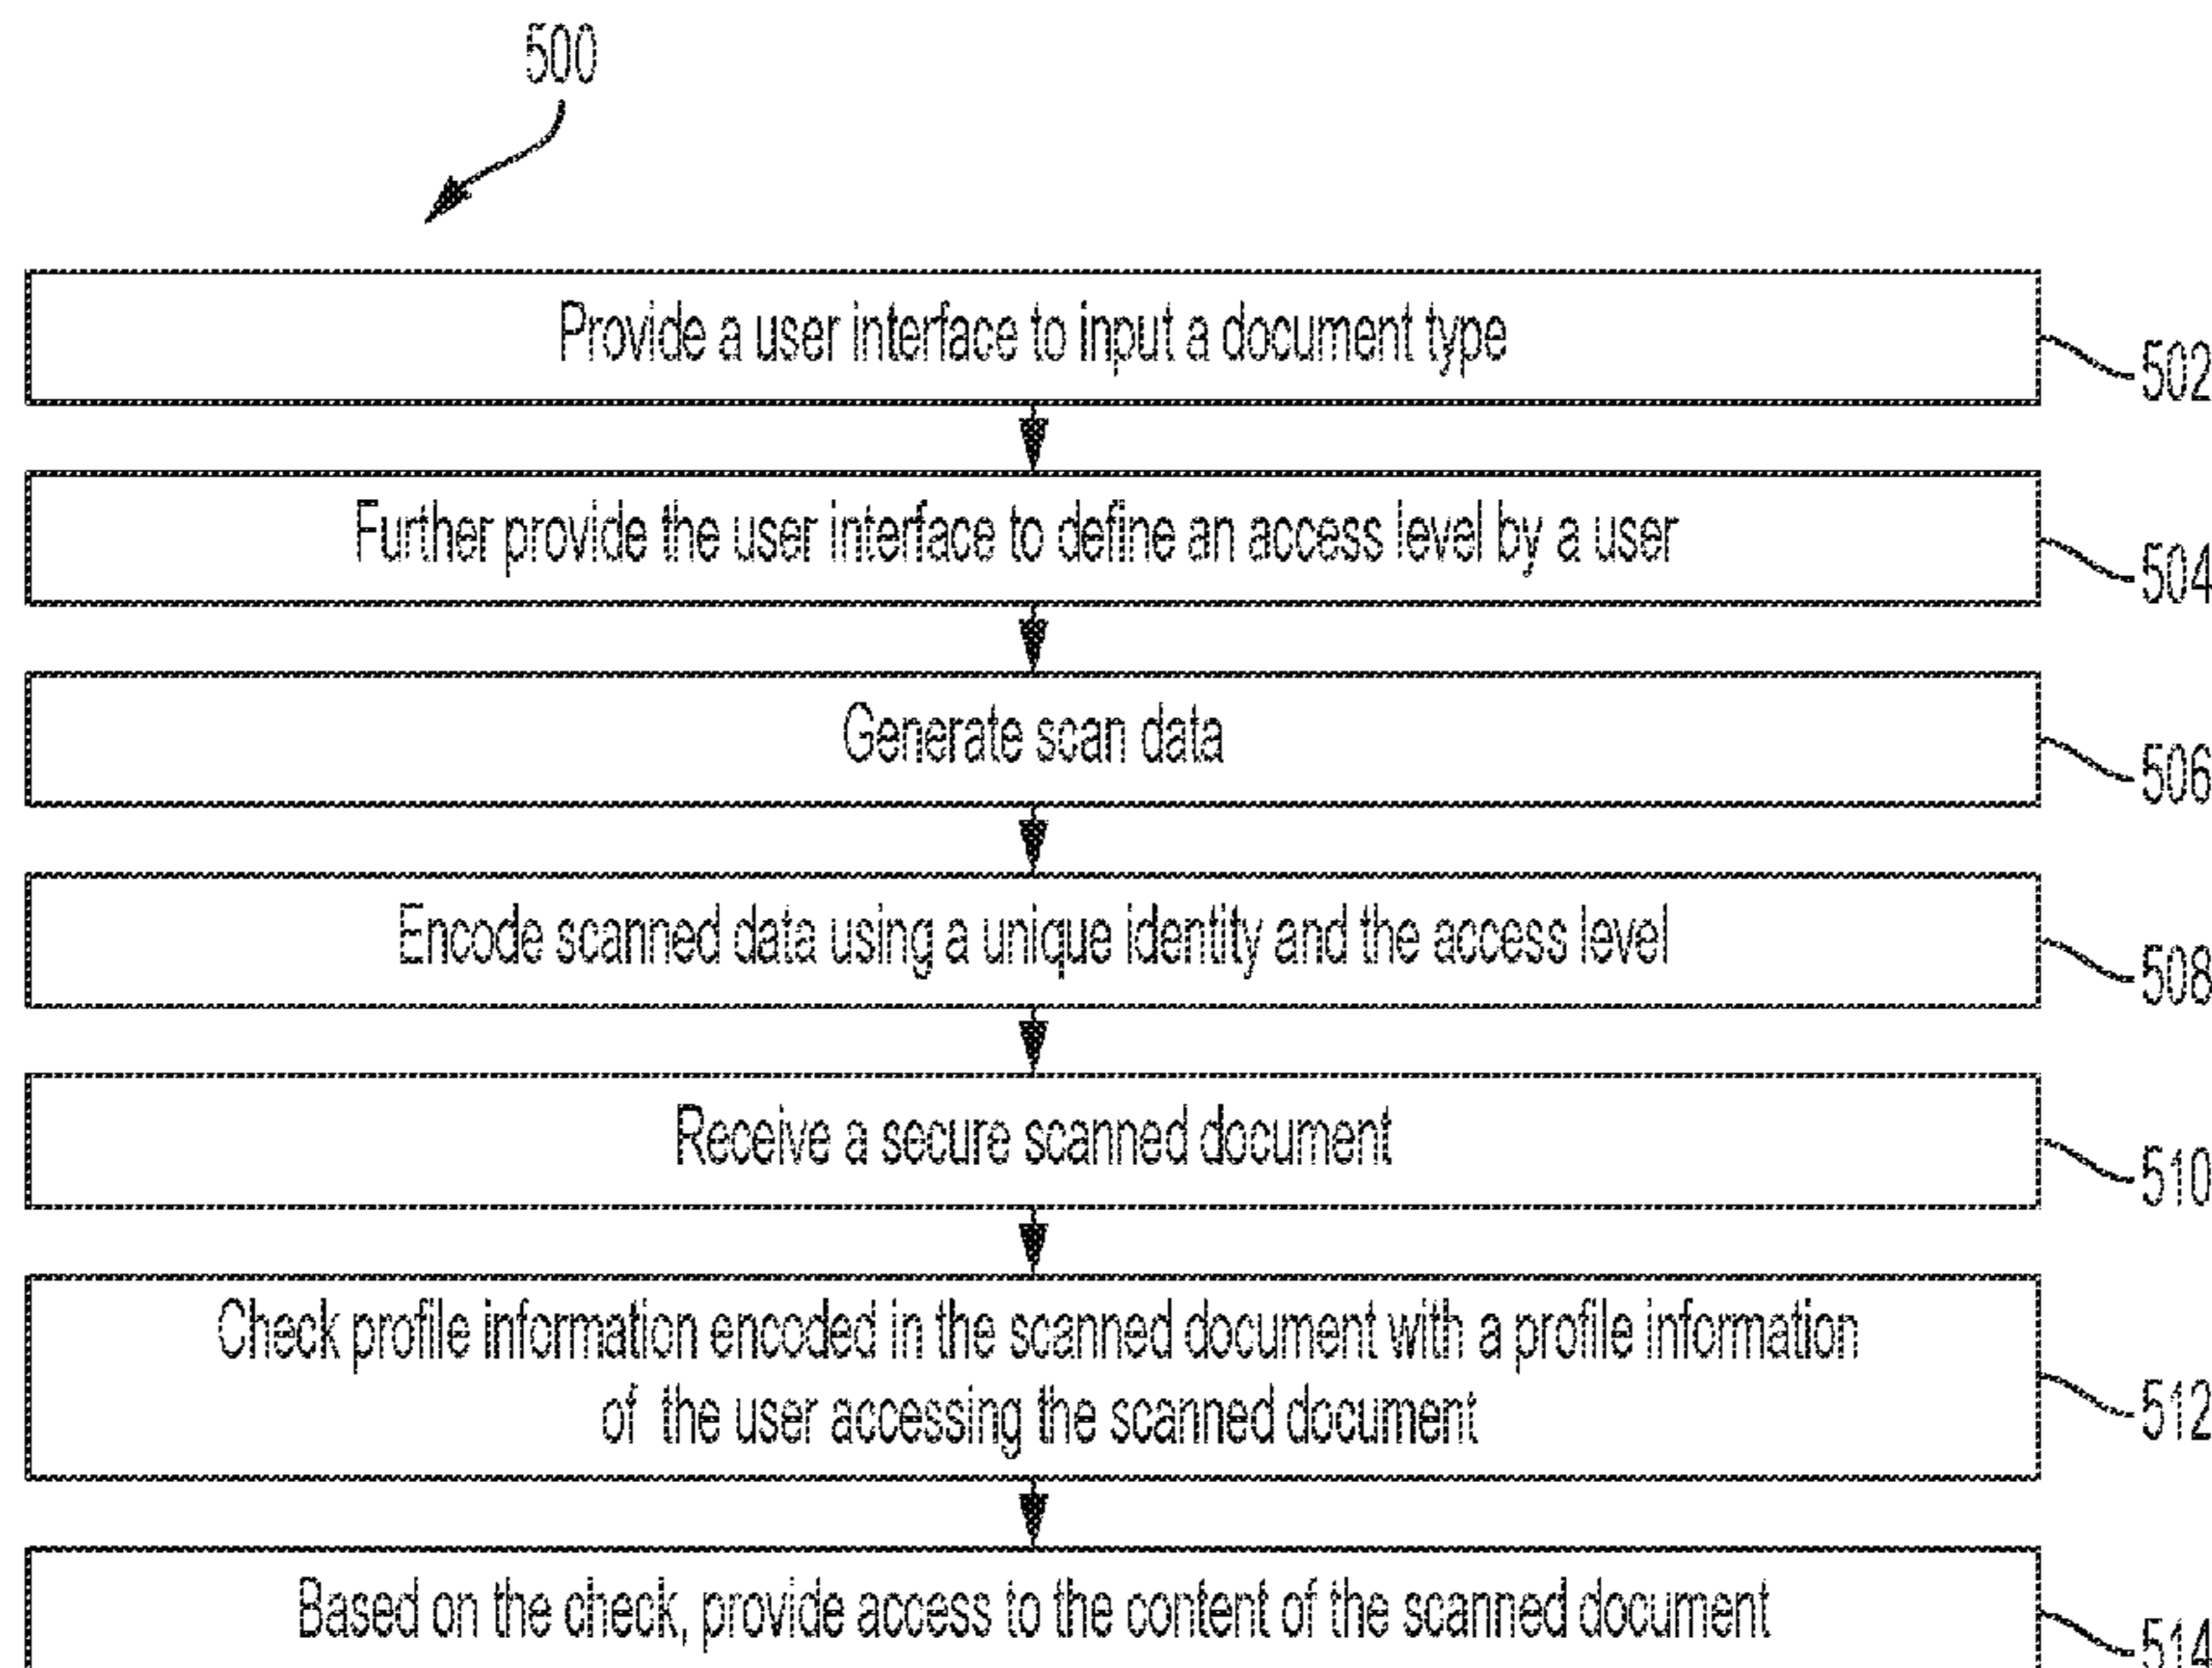 500
Provide a user interface to input a document type
502
Further provide the user interface to define an access level by a user
504
Generate scan data
506
Encode scanned data using a unique identity and the access level
508
Receive a secure scanned document
510
Check profile information encoded in the scanned document with a profile information
of the user accessing the scanned document
512
Based on the check, provide access to the content of the scanned document
514